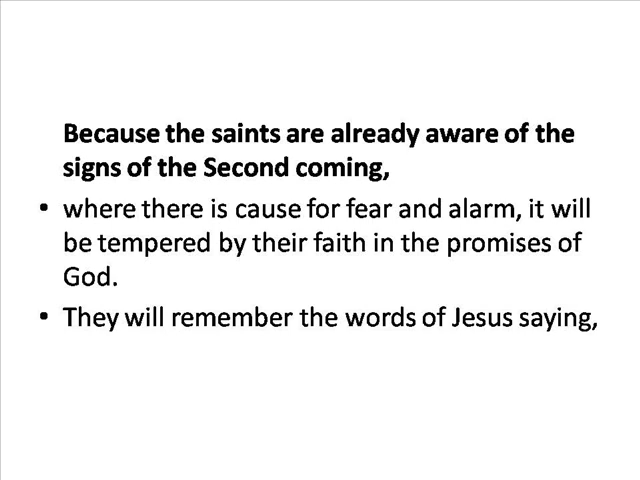 Because the saints are already aware of the
signs of the Second coming,
• where there is cause for fear and alarm, it will
be tempered by their faith in the promises of
God.
• They will remember the words of Jesus saying,